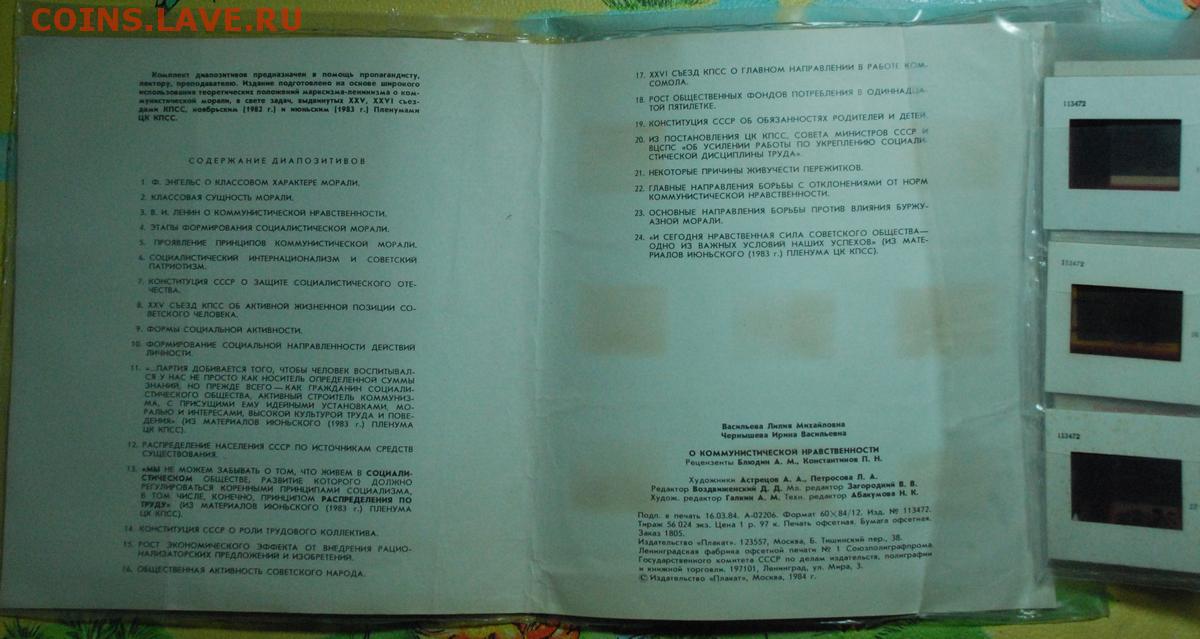 COINS.LAVE.RU
Комплект диапозитивов предназначен в помощь пропагандисту,
лектору, преподавателю. Издание подготовлено на основе широкого
использования теоретических положений марксизма-ленинизма о ком-
мунистической морали, в свете задач, выдвинутых XXV, XXVI съез-
дами КПСС, ноябрьским (1983 г.) и июньским (1983 г.) Пленумами
ЦК КПСС.
СОДЕРЖАНИЕ ДИАПОЗИТИВОВ
1. Ф. ЭНГЕЛЬС О КЛАССОВОМ ХАРАКТЕРЕ МОРАЛИ.
2. КЛАССОВАЯ СУЩНОСТЬ МОРАЛИ.
3. В. И. ЛЕНИН О КОММУНИСТИЧЕСКОЙ НРАВСТВЕННОСТИ.
4. ЭТАПЫ ФОРМИРОВАНИЯ СОЦИАЛИСТИЧЕСКОЙ МОРАЛИ.
5. ПРОЯВЛЕНИЕ ПРИНЦИПОВ КОММУНИСТИЧЕСКОЙ МОРАЛИ.
6. СОЦИАЛИСТИЧЕСКИЙ ИНТЕРНАЦИОНАЛИЗМ И СОВЕТСКИЙ
ПАТРИОТИЗМ.
7. КОНСТИТУЦИЯ СССР О ЗАЩИТЕ СОЦИАЛИСТИЧЕСКОГО ОТЕ-
ЧЕСТВА.
8. XXV СЪЕЗД КПСС ОБ АКТИВНОЙ ЖИЗНЕННОЙ ПОЗИЦИИ СО-
ВЕТСКОГО ЧЕЛОВЕКА.
9. ФОРМЫ СОЦИАЛЬНОЙ АКТИВНОСТИ.
10. ФОРМИРОВАНИЕ СОЦИАЛЬНОЙ НАПРАВЛЕННОСТИ ДЕЙСТВИЙ
ЛИЧНОСТИ.
11. «...ПАРТИЯ ДОБИВАЕТСЯ ТОГО, ЧТОБЫ ЧЕЛОВЕК ВОСПИТЫВАЛ-
СЯ У НАС НЕ ПРОСТО КАК НОСИТЕЛЬ ОПРЕДЕЛЕННОЙ СУММЫ
ЗНАНИЙ, НО ПРЕЖДЕ ВСЕГО — КАК ГРАЖДАНИН СОЦИАЛИ-
СТИЧЕСКОГО ОБЩЕСТВА, АКТИВНЫЙ СТРОИТЕЛЬ КОММУНИЗ-
МА, С ПРИСУЩИМИ ЕМУ ИДЕЙНЫМИ УСТАНОВКАМИ, МО-
РАЛЬЮ И ИНТЕРЕСАМИ, ВЫСОКОЙ КУЛЬТУРОЙ ТРУДА И ПОВЕ-
ДЕНИЯ» (ИЗ МАТЕРИАЛОВ ИЮНЬСКОГО (1983 г.) ПЛЕНУМА
ЦК КПСС).
12. РАСПРЕДЕЛЕНИЕ НАСЕЛЕНИЯ СССР ПО ИСТОЧНИКАМ СРЕДСТВ
СУЩЕСТВОВАНИЯ.
13. «МЫ НЕ МОЖЕМ ЗАБЫВАТЬ О ТОМ, ЧТО ЖИВЕМ В СОЦИАЛИ-
СТИЧЕСКОМ ОБЩЕСТВЕ, РАЗВИТИЕ КОТОРОГО ДОЛЖНО
РЕГУЛИРОВАТЬСЯ КОРЕННЫМИ ПРИНЦИПАМИ СОЦИАЛИЗМА,
В ТОМ ЧИСЛЕ, КОНЕЧНО, ПРИНЦИПОМ РАСПРЕДЕЛЕНИЯ ПО
ТРУДУ» (ИЗ МАТЕРИАЛОВ ИЮНЬСКОГО (1983 г.) ПЛЕНУМА
ЦК КПСС).
14. КОНСТИТУЦИЯ СССР О РОЛИ ТРУДОВОГО КОЛЛЕКТИВА.
15. РОСТ ЭКОНОМИЧЕСКОГО ЭФФЕКТА ОТ ВНЕДРЕНИЯ РАЦИО-
НАЛИЗАТОРСКИХ ПРЕДЛОЖЕНИЙ И ИЗОБРЕТЕНИЙ.
16. ОБЩЕСТВЕННАЯ АКТИВНОСТЬ СОВЕТСКОГО НАРОДА.
17. XXVI СЪЕЗД КПСС О ГЛАВНОМ НАПРАВЛЕНИИ В РАБОТЕ КОМ-
СОМОЛА.
18. РОСТ ОБЩЕСТВЕННЫХ ФОНДОВ ПОТРЕБЛЕНИЯ В ОДИННАДЦА-
ТОЙ ПЯТИЛЕТКЕ.
19. КОНСТИТУЦИЯ СССР ОБ ОБЯЗАННОСТЯХ РОДИТЕЛЕЙ И ДЕТЕЙ.
20. ИЗ ПОСТАНОВЛЕНИЯ ЦК КПСС, СОВЕТА МИНИСТРОВ СССР И
ВЦСПС «ОБ УСИЛЕНИИ РАБОТЫ ПО УКРЕПЛЕНИЮ СОЦИАЛИ-
СТИЧЕСКОЙ ДИСЦИПЛИНЫ ТРУДА».
21. НЕКОТОРЫЕ ПРИЧИНЫ ЖИВУЧЕСТИ ПЕРЕЖИТКОВ.
22. ГЛАВНЫЕ НАПРАВЛЕНИЯ БОРЬБЫ С ОТКЛОНЕНИЯМИ ОТ НОРМ
КОММУНИСТИЧЕСКОЙ НРАВСТВЕННОСТИ.
23. ОСНОВНЫЕ НАПРАВЛЕНИЯ БОРЬБЫ ПРОТИВ ВЛИЯНИЯ БУРЖУ-
АЗНОЙ МОРАЛИ.
24. «И СЕГОДНЯ НРАВСТВЕННАЯ СИЛА СОВЕТСКОГО ОБЩЕСТВА—
ОДНО ИЗ ВАЖНЫХ УСЛОВИЙ НАШИХ УСПЕХОВ» (ИЗ МАТЕ-
РИАЛОВ ИЮНЬСКОГО (1983 г.) ПЛЕНУМА ЦК КПСС).
Васильева Лилия Михайловна
Чернышева Ирина Васильевна
О КОММУНИСТИЧЕСКОЙ НРАВСТВЕННОСТИ
Рецензенты Блюдин А. М., Константинов П. Н.
Художники Астрецов А. А., Петросова Л. А.
Редактор Воздвиженский Д. Д. Мл. редактор Загородний В. В.
Худож. редактор Галкин А. М. Техн. редактор Абакумова Н. К.
Подп. в печать 16.03.84. А-02206. Формат 60×84/12. Изд. № 113472.
Тираж 56 024 экз. Цена 1 р. 97 к. Печать офсетная. Бумага офсетная.
Заказ 1805.
Издательство «Плакат». 123557, Москва, Б. Тишинский пер., 38.
Ленинградская фабрика офсетной печати № 1 Союзполиграфпрома
Государственного комитета СССР по делам издательств, полиграфии
и книжной торговли. 197101, Ленинград, ул. Мира, 3.
© Издательство «Плакат», Москва, 1984 г.
113472
113472
113472